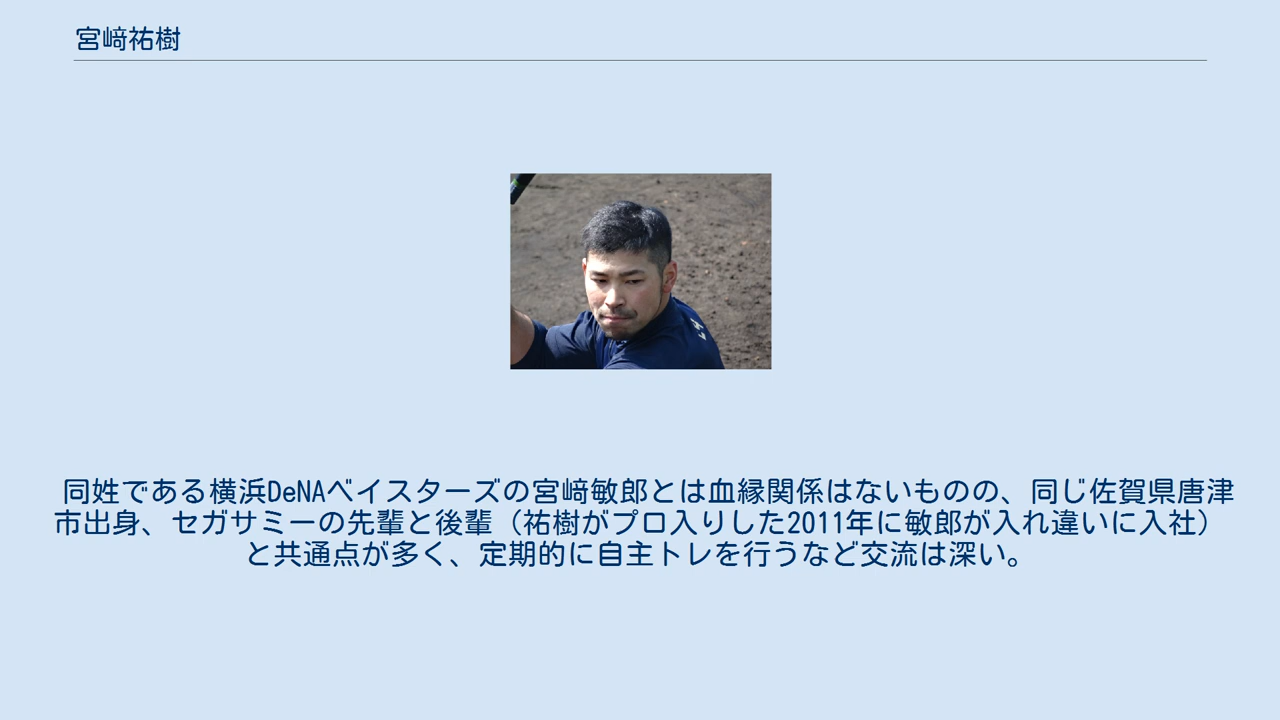 宮﨑祐樹
同姓である横浜DeNAベイスターズの宮﨑敏郎とは血縁関係はないものの、同じ佐賀県唐津
市出身、セガサミーの先輩と後輩（祐樹がプロ入りした2011年に敏郎が入れ違いに入社）
と共通点が多く、定期的に自主トレを行うなど交流は深い。